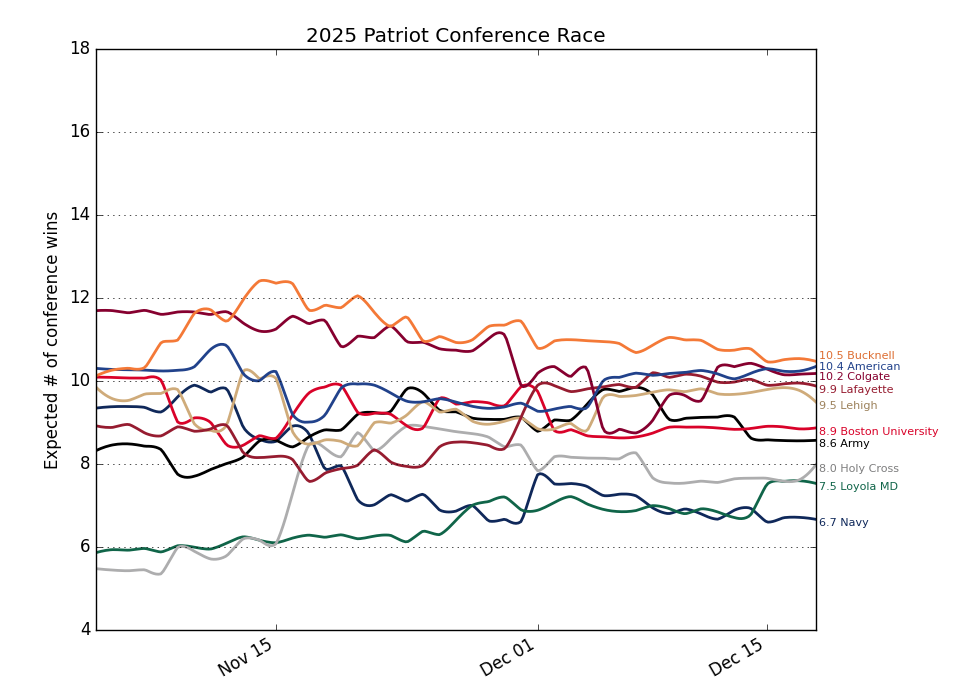 2025 Patriot Conference Race
Expected # of conference wins
18
16
14
12
10
8
6
4
Nov 15
Dec 01
Dec 15
10.5 Bucknell
10.4 American
10.2 Colgate
9.9 Lafayette
9.5 Lehigh
8.9 Boston University
8.6 Army
8.0 Holy Cross
7.5 Loyola MD
6.7 Navy